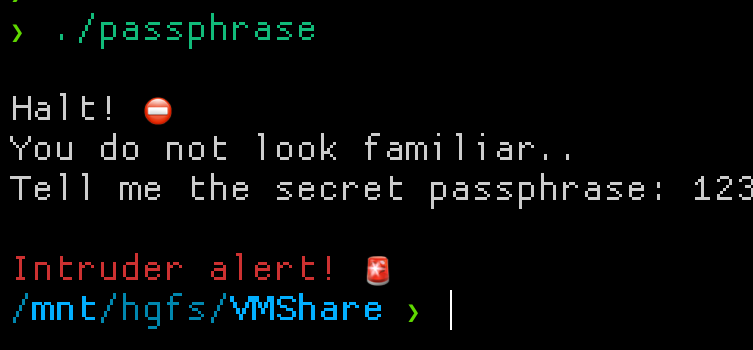 ❯ ./passphrase
Halt! ⛔
You do not look familiar..
Tell me the secret passphrase: 123
Intruder alert! 🚨
/mnt/hgfs/VMShare ❯